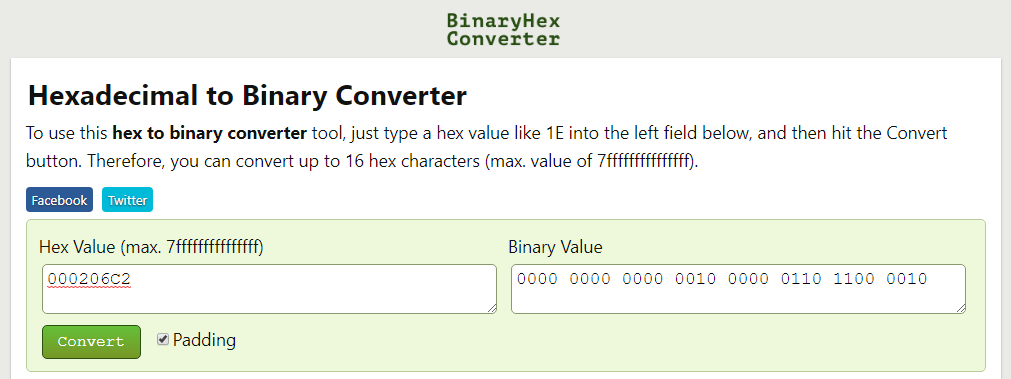 BinaryHex
Converter
Hexadecimal to Binary Converter
To use this hex to binary converter tool, just type a hex value like 1E into the left field below, and then hit the Convert
button. Therefore, you can convert up to 16 hex characters (max. value of 7fffffffffffffff).
Facebook Twitter
Hex Value (max. 7fffffffffffffff) Binary Value
000206C2 0000 0000 0000 0010 0000 0110 1100 0010
Convert Padding